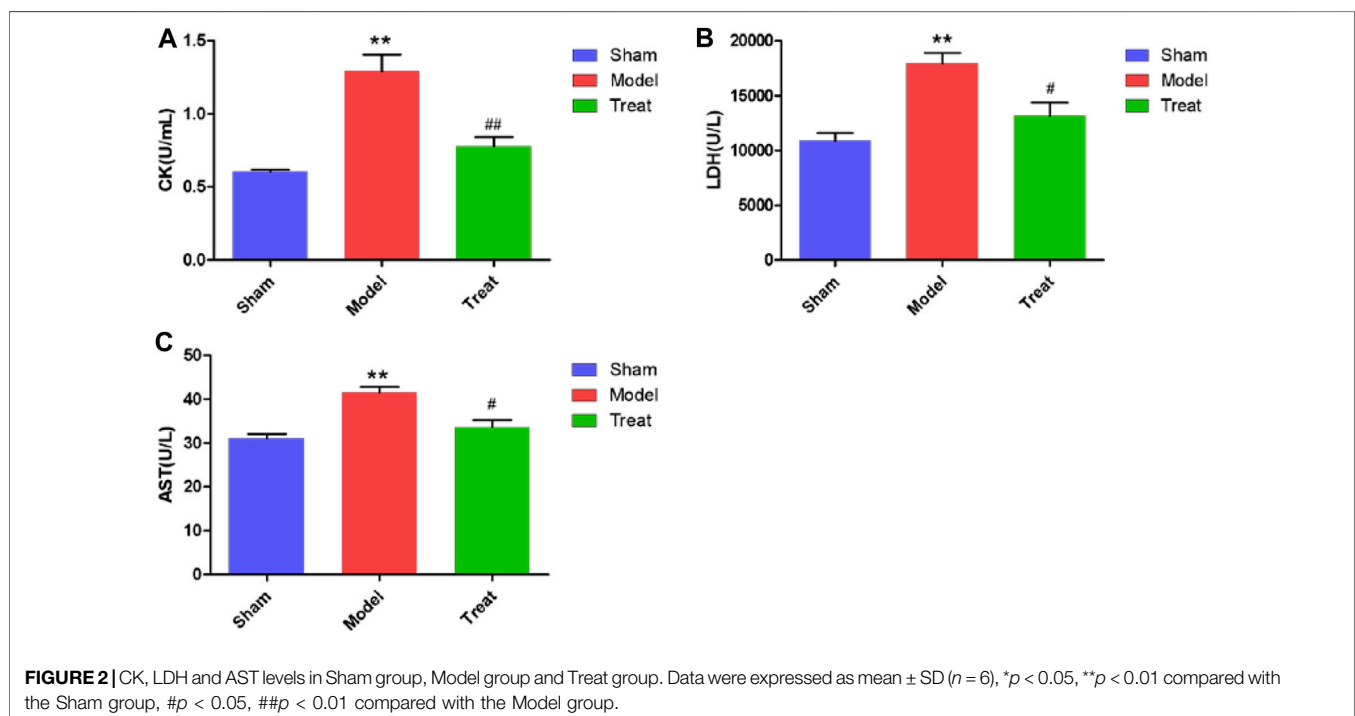 A
CK(U/mL)
1.5
1.0
0.5
0.0
**
##
Sham
Model
Treat
Sham
Model
Treat
B
LDH(U/L)
20000
15000
10000
5000
0
**
#
Sham
Model
Treat
Sham
Model
Treat
C
AST(U/L)
50
40
30
20
10
0
**
#
Sham
Model
Treat
Sham
Model
Treat
FIGURE 2 | CK, LDH and AST levels in Sham group, Model group and Treat group. Data were expressed as mean ± SD (n = 6), *p < 0.05, **p < 0.01 compared with
the Sham group, #p < 0.05, ##p < 0.01 compared with the Model group.